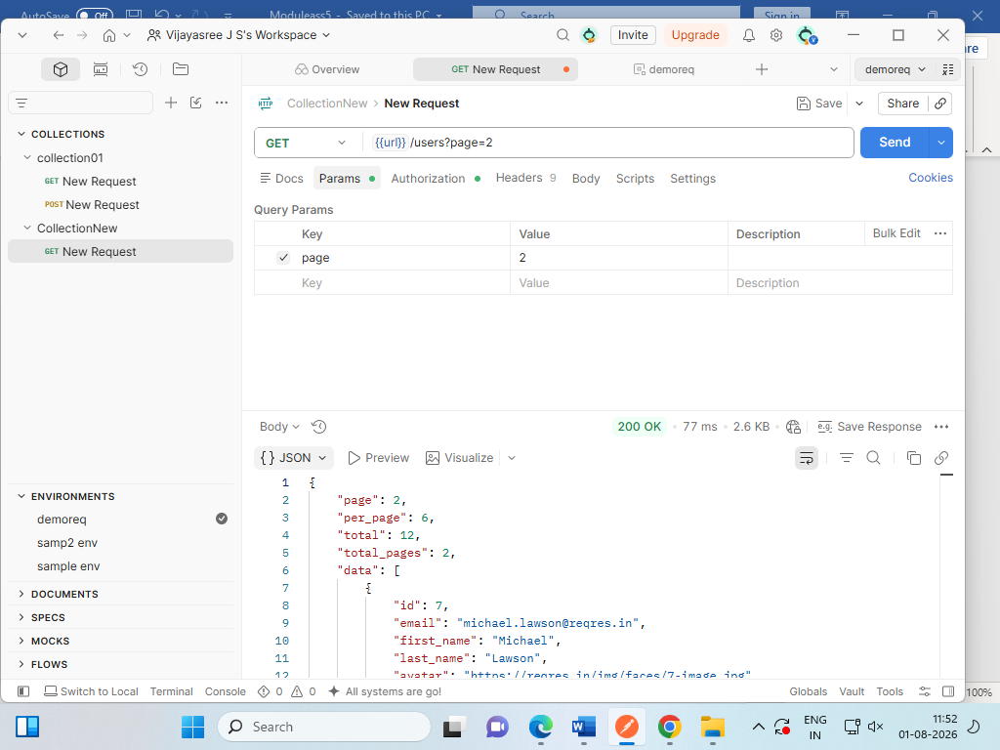 AutoSave Off Moduleass5 - Saved to this PC Search Sign in
Vijayasree J S's Workspace Invite Upgrade
Overview GET New Request demoreq demoreq
HTTP CollectionNew > New Request Save Share
COLLECTIONS
collection01
GET New Request
POST New Request
CollectionNew
GET New Request
GET {{url}}/users?page=2 Send
Docs Params Authorization Headers 9 Body Scripts Settings Cookies
Query Params
Key Value Description Bulk Edit
page 2
Key Value Description
Body 200 OK 77 ms 2.6 KB e.g. Save Response
{} JSON Preview Visualize
1 {
2 "page": 2,
3 "per_page": 6,
4 "total": 12,
5 "total_pages": 2,
6 "data": [
7 {
8 "id": 7,
9 "email": "michael.lawson@reqres.in",
10 "first_name": "Michael",
11 "last_name": "Lawson",
12 "avatar": "https://reqres.in/img/faces/7-image.jpg"
ENVIRONMENTS
demoreq
samp2 env
sample env
DOCUMENTS
SPECS
MOCKS
FLOWS
Switch to Local Terminal Console 0 0 All systems are go! Globals Vault Tools 100%
Search ENG IN 11:52 01-08-2026